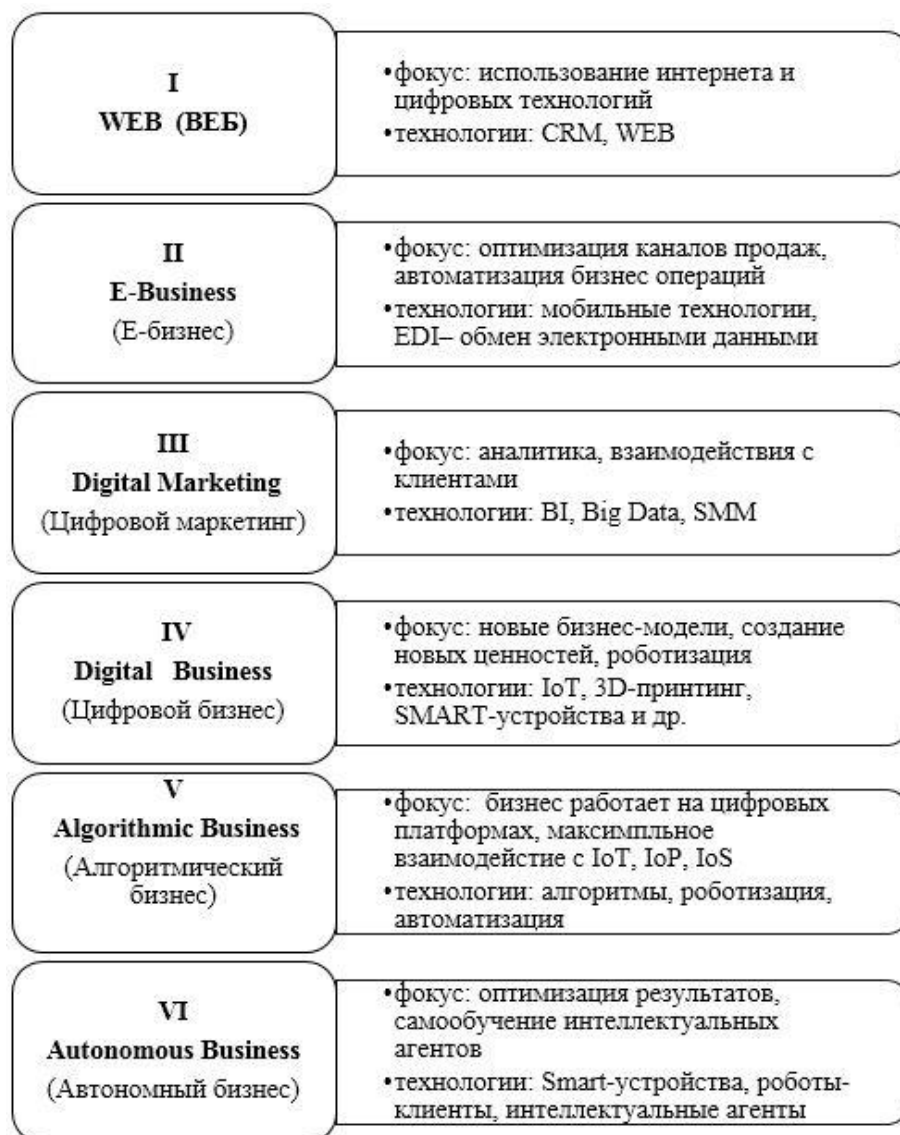 I
WEB (ВЕБ)
•фокус: использование интернета и
цифровых технологий
•технологии: CRM, WEB
II
E-Business
(Е-бизнес)
•фокус: оптимизация каналов продаж,
автоматизация бизнес операций
•технологии: мобильные технологии,
EDI– обмен электронными данными
III
Digital Marketing
(Цифровой маркетинг)
•фокус: аналитика, взаимодействия с
клиентами
•технологии: BI, Big Data, SMM
IV
Digital Business
(Цифровой бизнес)
•фокус: новые бизнес-модели, создание
новых ценностей, роботизация
•технологии: IoT, 3D-принтинг,
SMART-устройства и др.
V
Algorithmic Business
(Алгоритмический
бизнес)
•фокус: бизнес работает на цифровых
платформах, максимпльное
взаимодейстие с IoT, IoP, IoS
•технологии: алгоритмы, роботизация,
автоматизация
VI
Autonomous Business
(Автономный бизнес)
•фокус: оптимизация результатов,
самообучение интеллектуальных
агентов
•технологии: Smart-устройства, роботы-
клиенты, интеллектуальные агенты